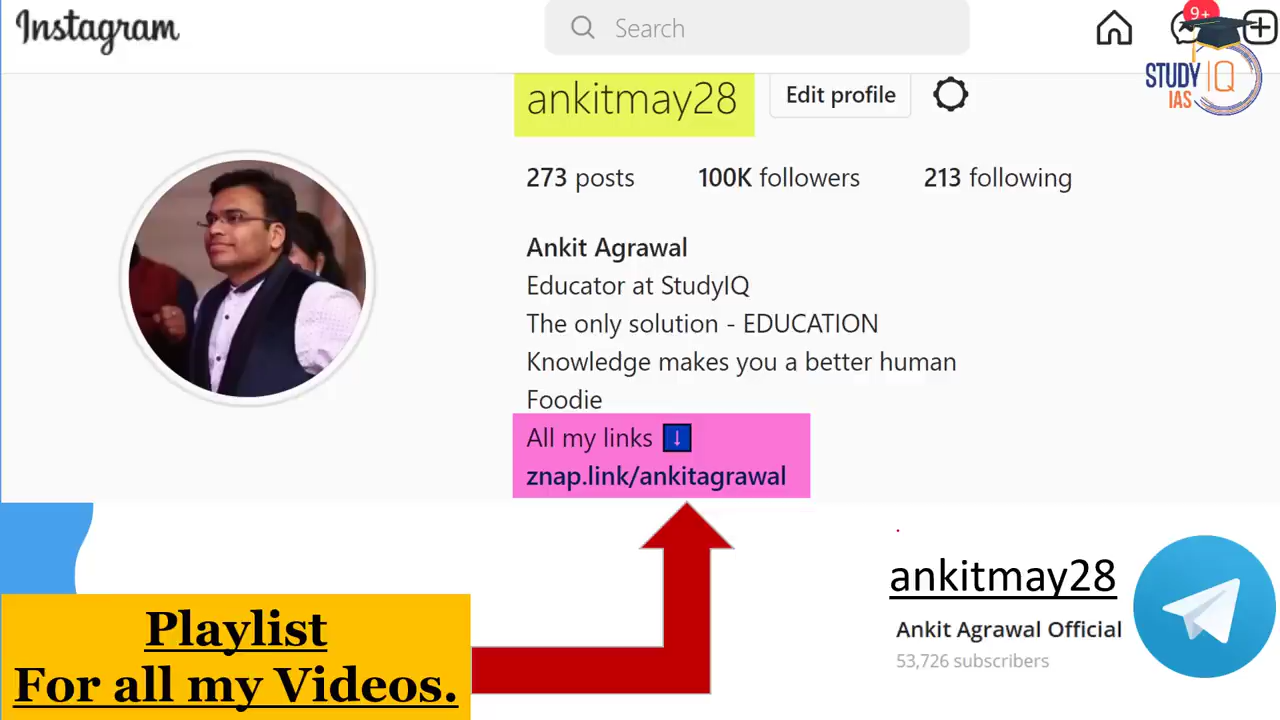 Instagram
Search
9+
STUDY IQ
IAS
ankitmay28
Edit profile
273 posts 100K followers 213 following
Ankit Agrawal
Educator at StudyIQ
The only solution - EDUCATION
Knowledge makes you a better human
Foodie
All my links ↓
znap.link/ankitagrawal
Playlist
For all my Videos.
ankitmay28
Ankit Agrawal Official
53,726 subscribers